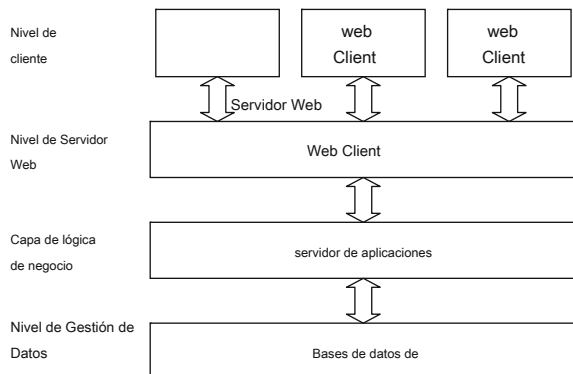 Nivel de
cliente
web
Client
web
Client
Servidor Web
Nivel de Servidor
Web
Web Client
Capa de lógica
de negocio
servidor de aplicaciones
Nivel de Gestión de
Datos
Bases de datos de